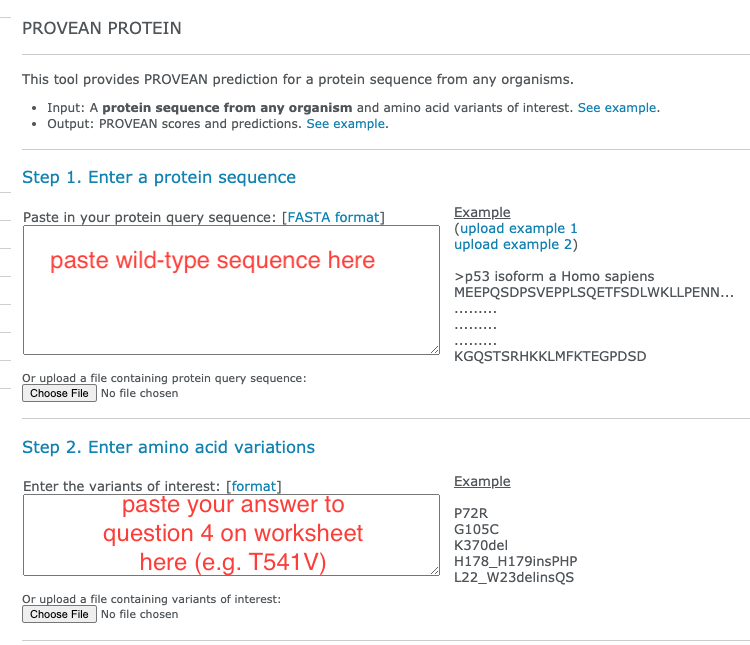 PROVEAN PROTEIN
This tool provides PROVEAN prediction for a protein sequence from any organisms.
• Input: A protein sequence from any organism and amino acid variants of interest. See example.
• Output: PROVEAN scores and predictions. See example.
Step 1. Enter a protein sequence
Paste in your protein query sequence: [FASTA format]
paste wild-type sequence here
Or upload a file containing protein query sequence:
Choose File No file chosen
Example
(upload example 1
upload example 2)
>p53 isoform a Homo sapiens
MEEPQSDPSVEPPLSQETFSDLWKLLPENN...
.........
.........
.........
KGQSTSRHKKLMFKTEGPDSD
Step 2. Enter amino acid variations
Enter the variants of interest: [format]
paste your answer to
question 4 on worksheet
here (e.g. T541V)
Or upload a file containing variants of interest:
Choose File No file chosen
Example
P72R
G105C
K370del
H178_H179insPHP
L22_W23delinsQS